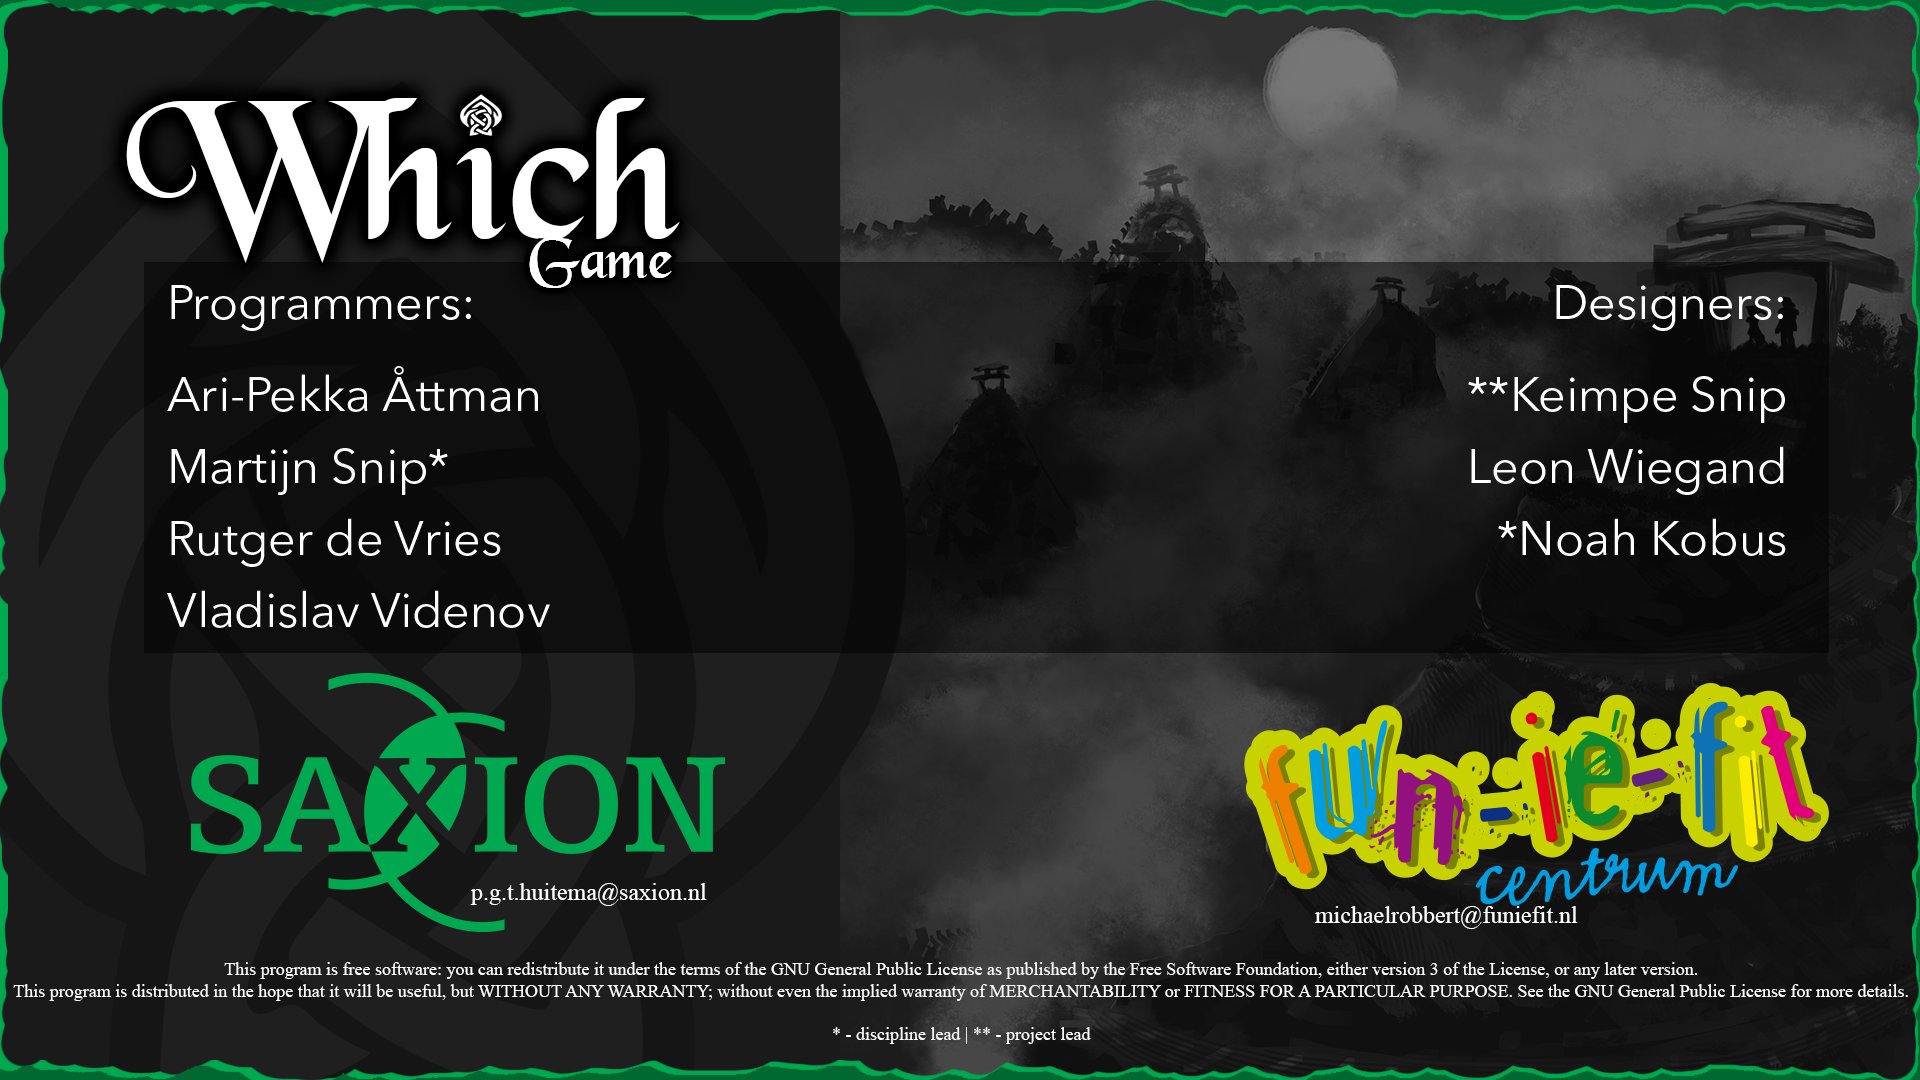 Which
Game
Programmers:
Ari-Pekka Åttman
Martijn Snip*
Rutger de Vries
Vladislav Videnov
Designers:
**Keimpe Snip
Leon Wiegand
*Noah Kobus
SAXION
p.g.t.huitema@saxion.nl
fun-ie-fit
centrum
michaelrobbert@funiefit.nl
This program is free software: you can redistribute it under the terms of the GNU General Public License as published by the Free Software Foundation, either version 3 of the License, or any later version.
This program is distributed in the hope that it will be useful, but WITHOUT ANY WARRANTY; without even the implied warranty of MERCHANTABILITY or FITNESS FOR A PARTICULAR PURPOSE. See the GNU General Public License for more details.
* - discipline lead | ** - project lead